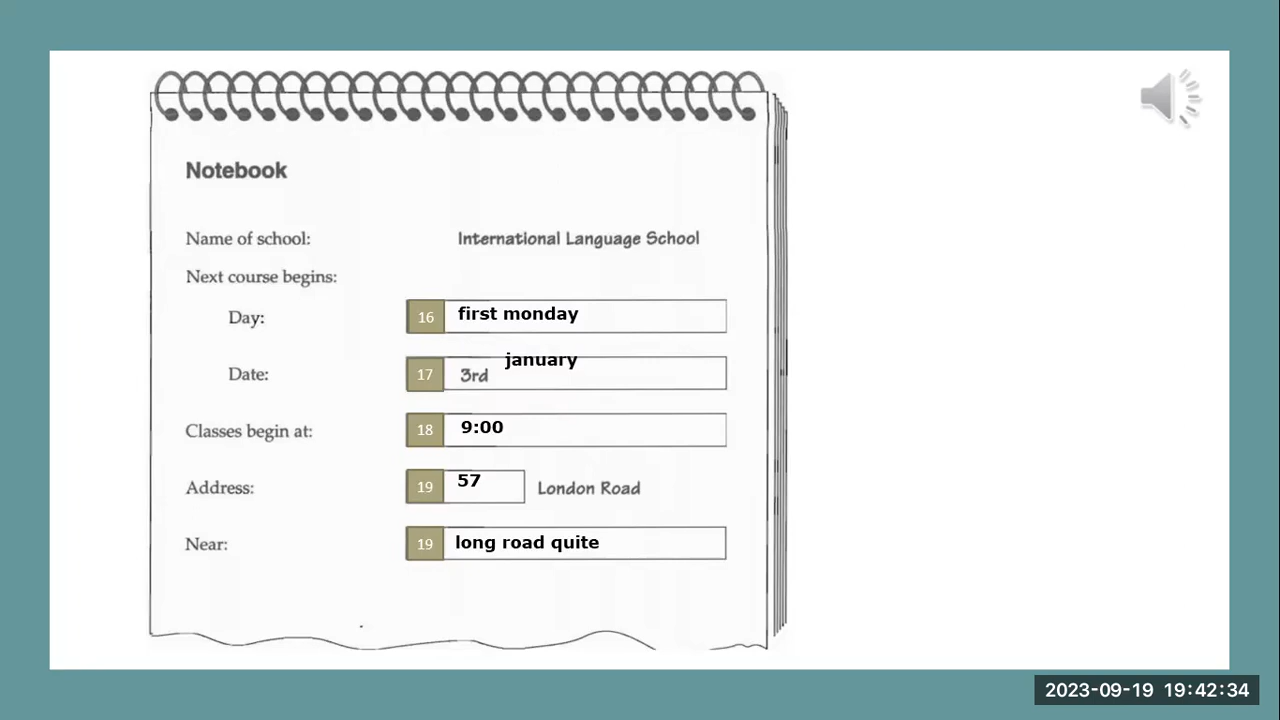 Notebook
Name of school: International Language School
Next course begins:
Day: 16 first monday
january
Date: 17 3rd
Classes begin at: 18 9:00
Address: 19 57 London Road
Near: 19 long road quite
2023-09-19 19:42:34